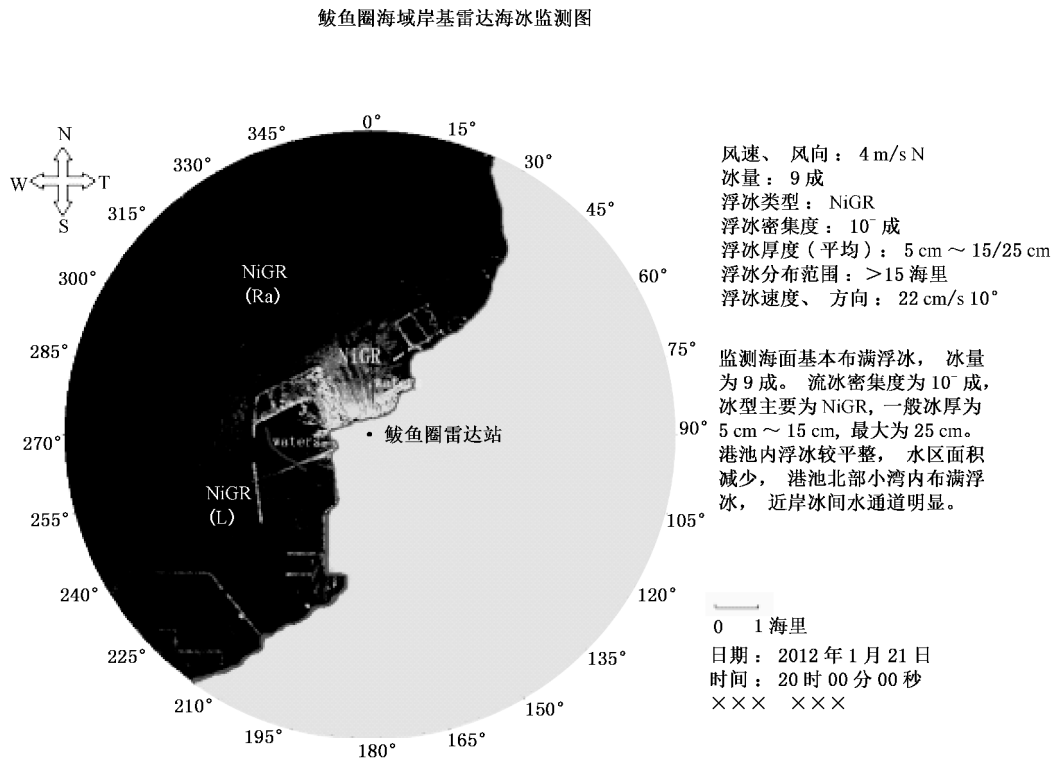 鲅鱼圈海域岸基雷达海冰监测图
N
W
T
S
0°
15°
30°
45°
60°
75°
90°
105°
120°
135°
150°
165°
180°
195°
210°
225°
240°
255°
270°
285°
300°
315°
330°
345°
NiGR
(Ra)
NiGR
Water
Waters
• 鲅鱼圈雷达站
NiGR
(L)
风速、 风向： 4 m/s N
冰量： 9 成
浮冰类型： NiGR
浮冰密集度： 10⁻ 成
浮冰厚度 ( 平均 )： 5 cm ～ 15/25 cm
浮冰分布范围：＞15 海里
浮冰速度、 方向： 22 cm/s 10°
监测海面基本布满浮冰， 冰量
为 9 成。 流冰密集度为 10⁻ 成，
冰型主要为 NiGR, 一般冰厚为
5 cm ～ 15 cm, 最大为 25 cm。
港池内浮冰较平整， 水区面积
减少， 港池北部小湾内布满浮
冰， 近岸冰间水通道明显。
0 1 海里
日期： 2012 年 1 月 21 日
时间： 20 时 00 分 00 秒
××× ×××